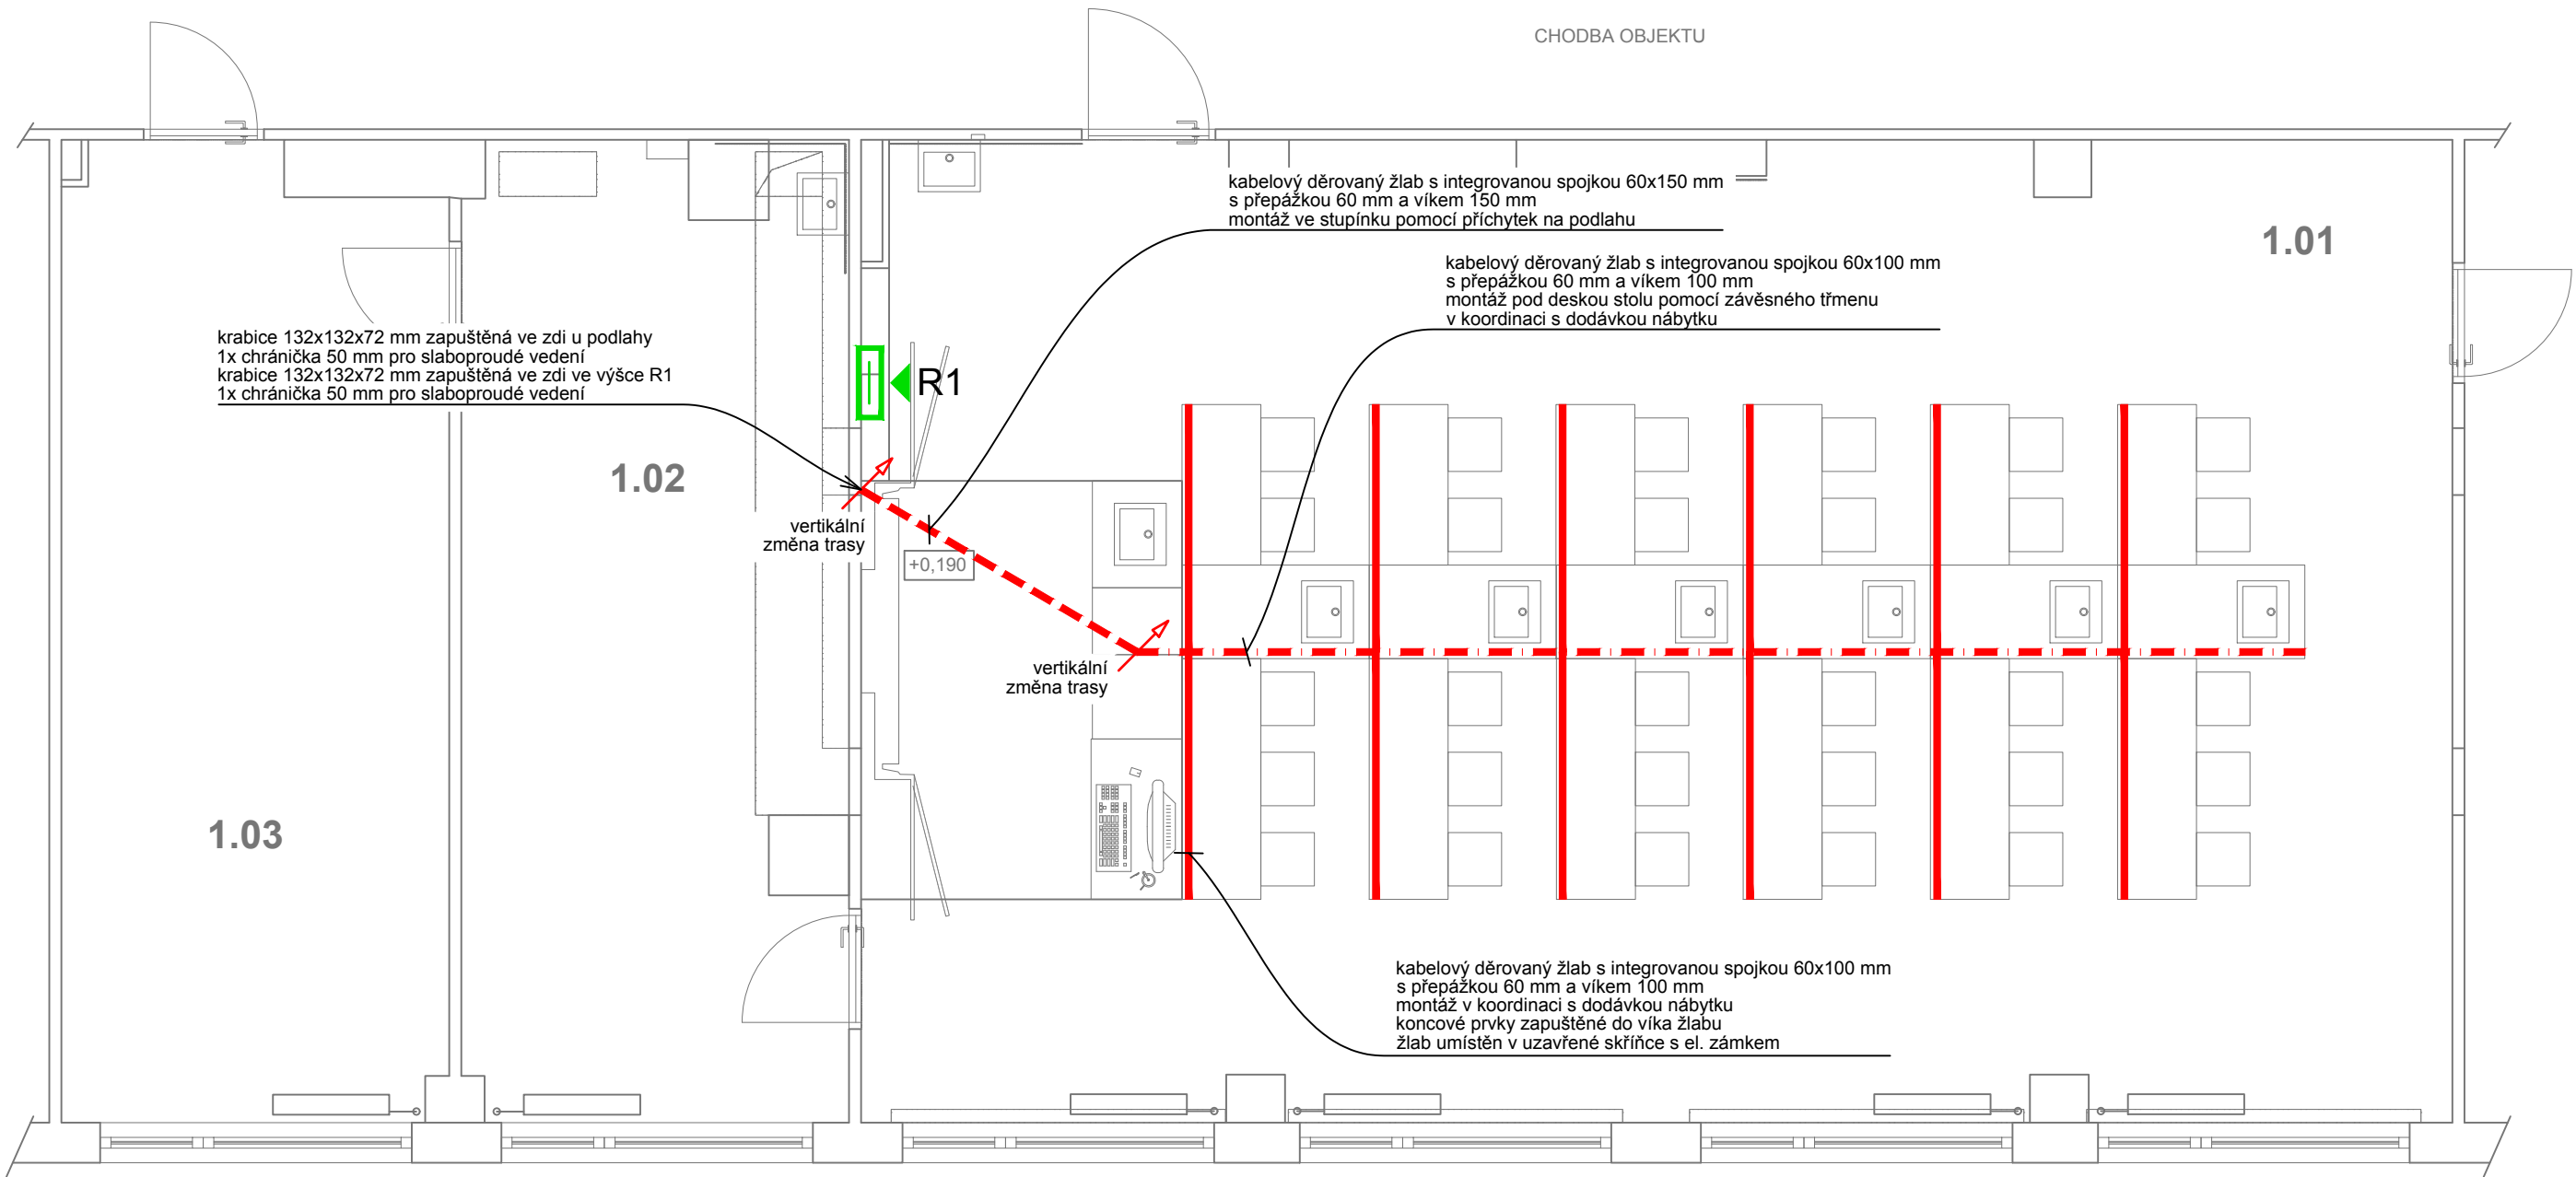 CHODBA OBJEKTU
kabelový děrovaný žlab s integrovanou spojkou 60x150 mm
s přepážkou 60 mm a víkem 150 mm
montáž ve stupínku pomocí příchytek na podlahu
1.01
kabelový děrovaný žlab s integrovanou spojkou 60x100 mm
s přepážkou 60 mm a víkem 100 mm
montáž pod deskou stolu pomocí závěsného třmenu
v koordinaci s dodávkou nábytku
krabice 132x132x72 mm zapuštěná ve zdi u podlahy
1x chránička 50 mm pro slaboproudé vedení
krabice 132x132x72 mm zapuštěná ve zdi ve výšce R1
1x chránička 50 mm pro slaboproudé vedení
R1
1.02
vertikální
změna trasy
+0,190
vertikální
změna trasy
1.03
kabelový děrovaný žlab s integrovanou spojkou 60x100 mm
s přepážkou 60 mm a víkem 100 mm
montáž v koordinaci s dodávkou nábytku
koncové prvky zapuštěné do víka žlabu
žlab umístěn v uzavřené skříňce s el. zámkem